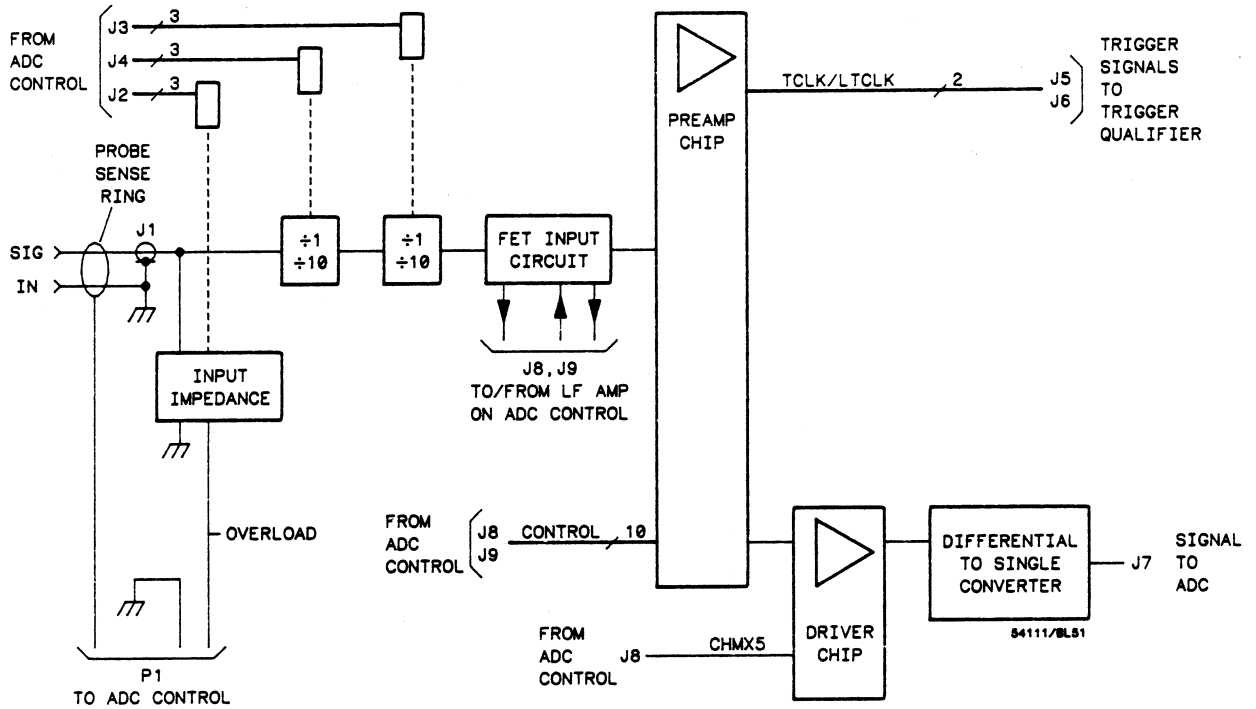 FROM
ADC
CONTROL
J3
3
J4
3
J2
3
PROBE
SENSE
RING
J1
SIG
IN
÷1
÷10
÷1
÷10
FET INPUT
CIRCUIT
J8,J9
TO/FROM LF AMP
ON ADC CONTROL
INPUT
IMPEDANCE
OVERLOAD
P1
TO ADC CONTROL
PREAMP
CHIP
TCLK/LTCLK
2
J5
J6
TRIGGER
SIGNALS
TO
TRIGGER
QUALIFIER
FROM
ADC
CONTROL
J8
J9
CONTROL
10
FROM
ADC
CONTROL
J8
CHMX5
DRIVER
CHIP
DIFFERENTIAL
TO SINGLE
CONVERTER
J7
SIGNAL
TO
ADC
54111/BL51